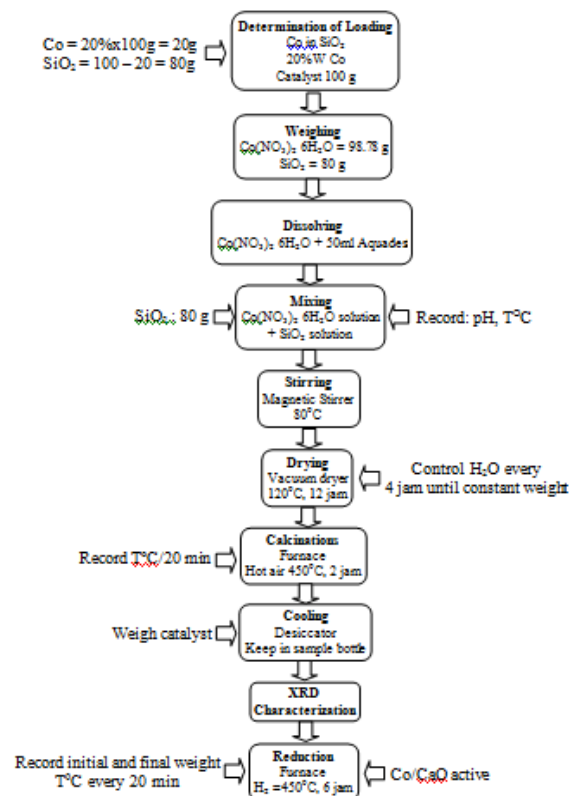 Determination of Loading
Co in SiO₂
20%W Co
Catalyst 100 g
Co = 20%x100g = 20g
SiO₂ = 100 – 20 = 80g
Weighing
Co(NO₃)₂ 6H₂O = 98.78 g
SiO₂ = 80 g
Dissolving
Co(NO₃)₂ 6H₂O + 50ml Aquades
Mixing
Co(NO₃)₂ 6H₂O solution
+ SiO₂ solution
SiO₂ : 80 g
Record: pH, T°C
Stirring
Magnetic Stirrer
80°C
Drying
Vacuum dryer
120°C, 12 jam
Control H₂O every
4 jam until constant weight
Calcinations
Furnace
Hot air 450°C, 2 jam
Record T°C/20 min
Cooling
Desiccator
Keep in sample bottle
Weigh catalyst
XRD
Characterization
Reduction
Furnace
H₂ =450°C, 6 jam
Record initial and final weight
T°C every 20 min
Co/CaO active